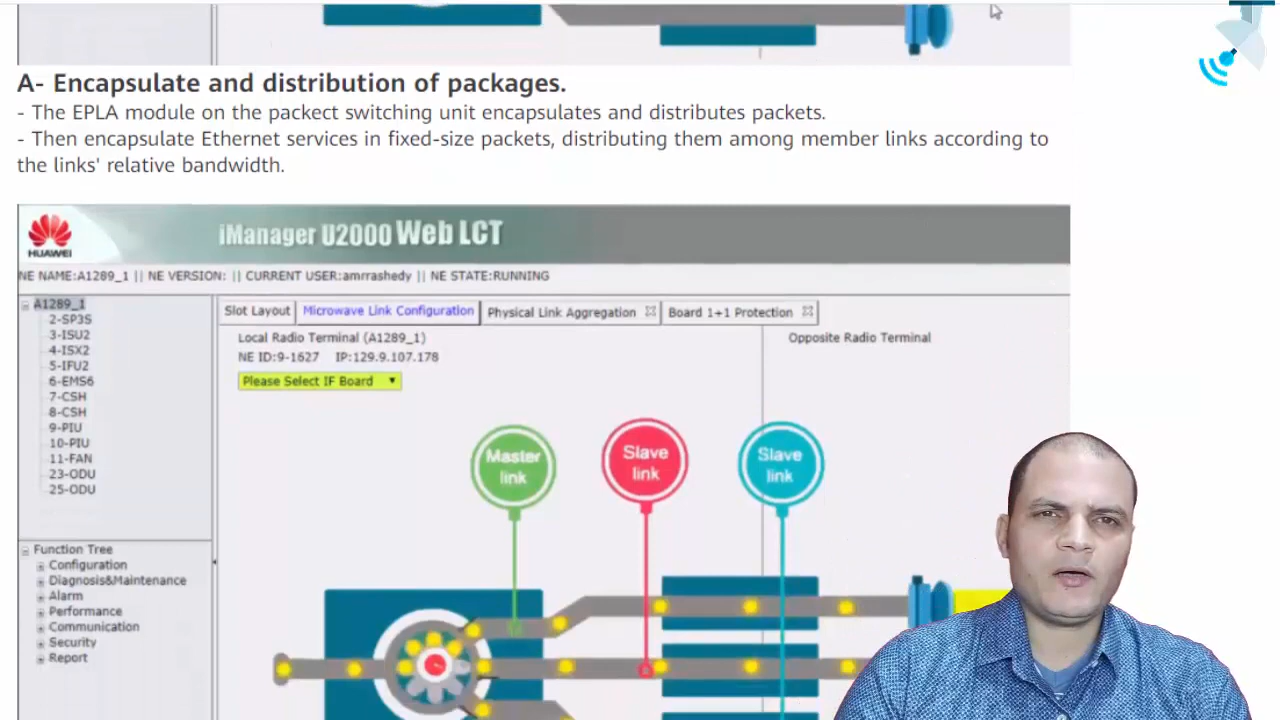 A- Encapsulate and distribution of packages.
- The EPLA module on the packect switching unit encapsulates and distributes packets.
- Then encapsulate Ethernet services in fixed-size packets, distributing them among member links according to
the links' relative bandwidth.
HUAWEI
iManager U2000 Web LCT
NE NAME:A1289_1 || NE VERSION: || CURRENT USER:amrrashedy || NE STATE:RUNNING
A1289_1
2-SP3S
3-ISU2
4-ISX2
5-IFU2
6-EMS6
7-CSH
8-CSH
9-PIU
10-PIU
11-FAN
23-ODU
25-ODU
Function Tree
Configuration
Diagnosis&Maintenance
Alarm
Performance
Communication
Security
Report
Slot Layout Microwave Link Configuration Physical Link Aggregation Board 1+1 Protection
Local Radio Terminal (A1289_1)
NE ID:9-1627 IP:129.9.107.178
Please Select IF Board
Opposite Radio Terminal
Master
link
Slave
link
Slave
link